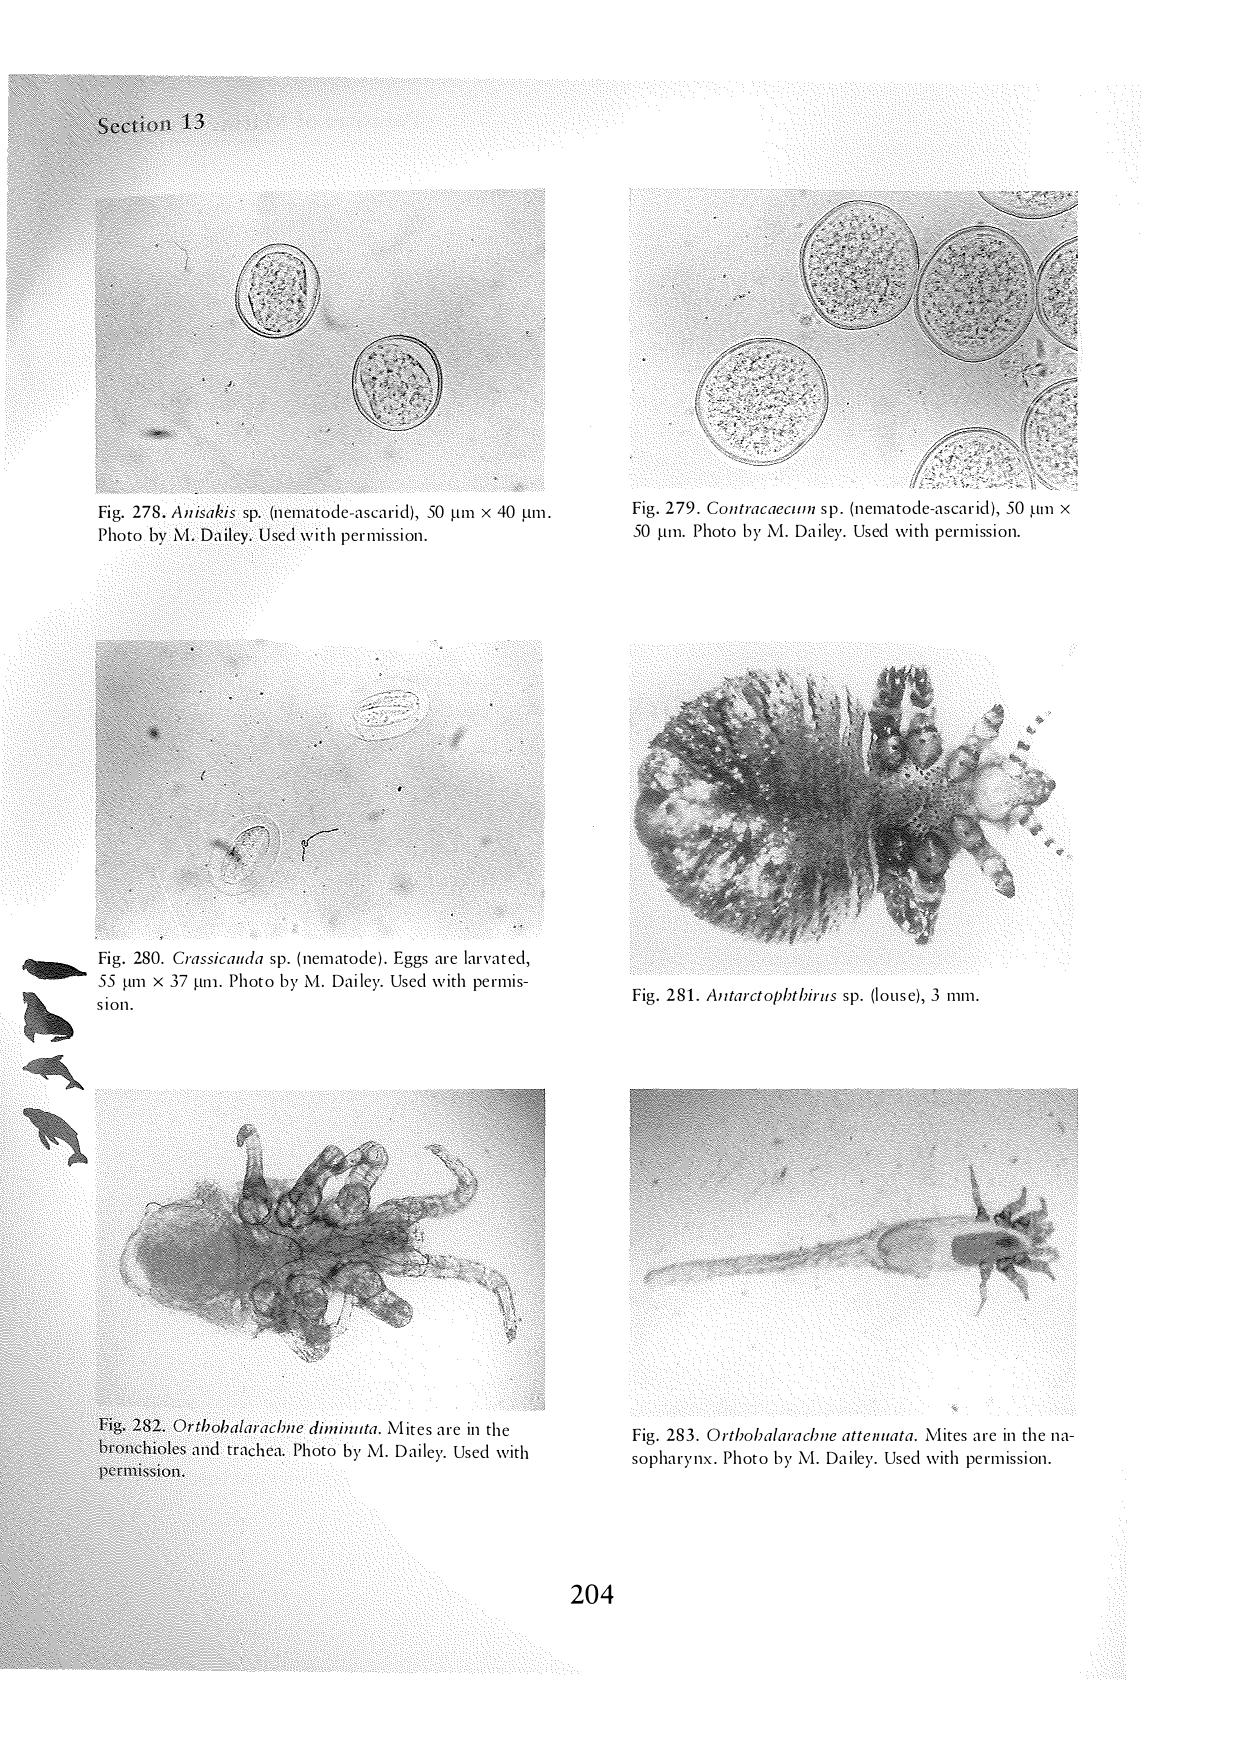 Section 13
Fig. 278. Anisakis sp. (nematode-ascarid), 50 µm × 40 µm.
Photo by M. Dailey. Used with permission.
Fig. 279. Contracaecum sp. (nematode-ascarid), 50 µm ×
50 µm. Photo by M. Dailey. Used with permission.
Fig. 280. Crassicauda sp. (nematode). Eggs are larvated,
55 µm × 37 µm. Photo by M. Dailey. Used with permis-
sion.
Fig. 281. Antarctophthirus sp. (louse), 3 mm.
Fig. 282. Orthohalarachne diminuta. Mites are in the
bronchioles and trachea. Photo by M. Dailey. Used with
permission.
Fig. 283. Orthohalarachne attenuata. Mites are in the na-
sopharynx. Photo by M. Dailey. Used with permission.
204